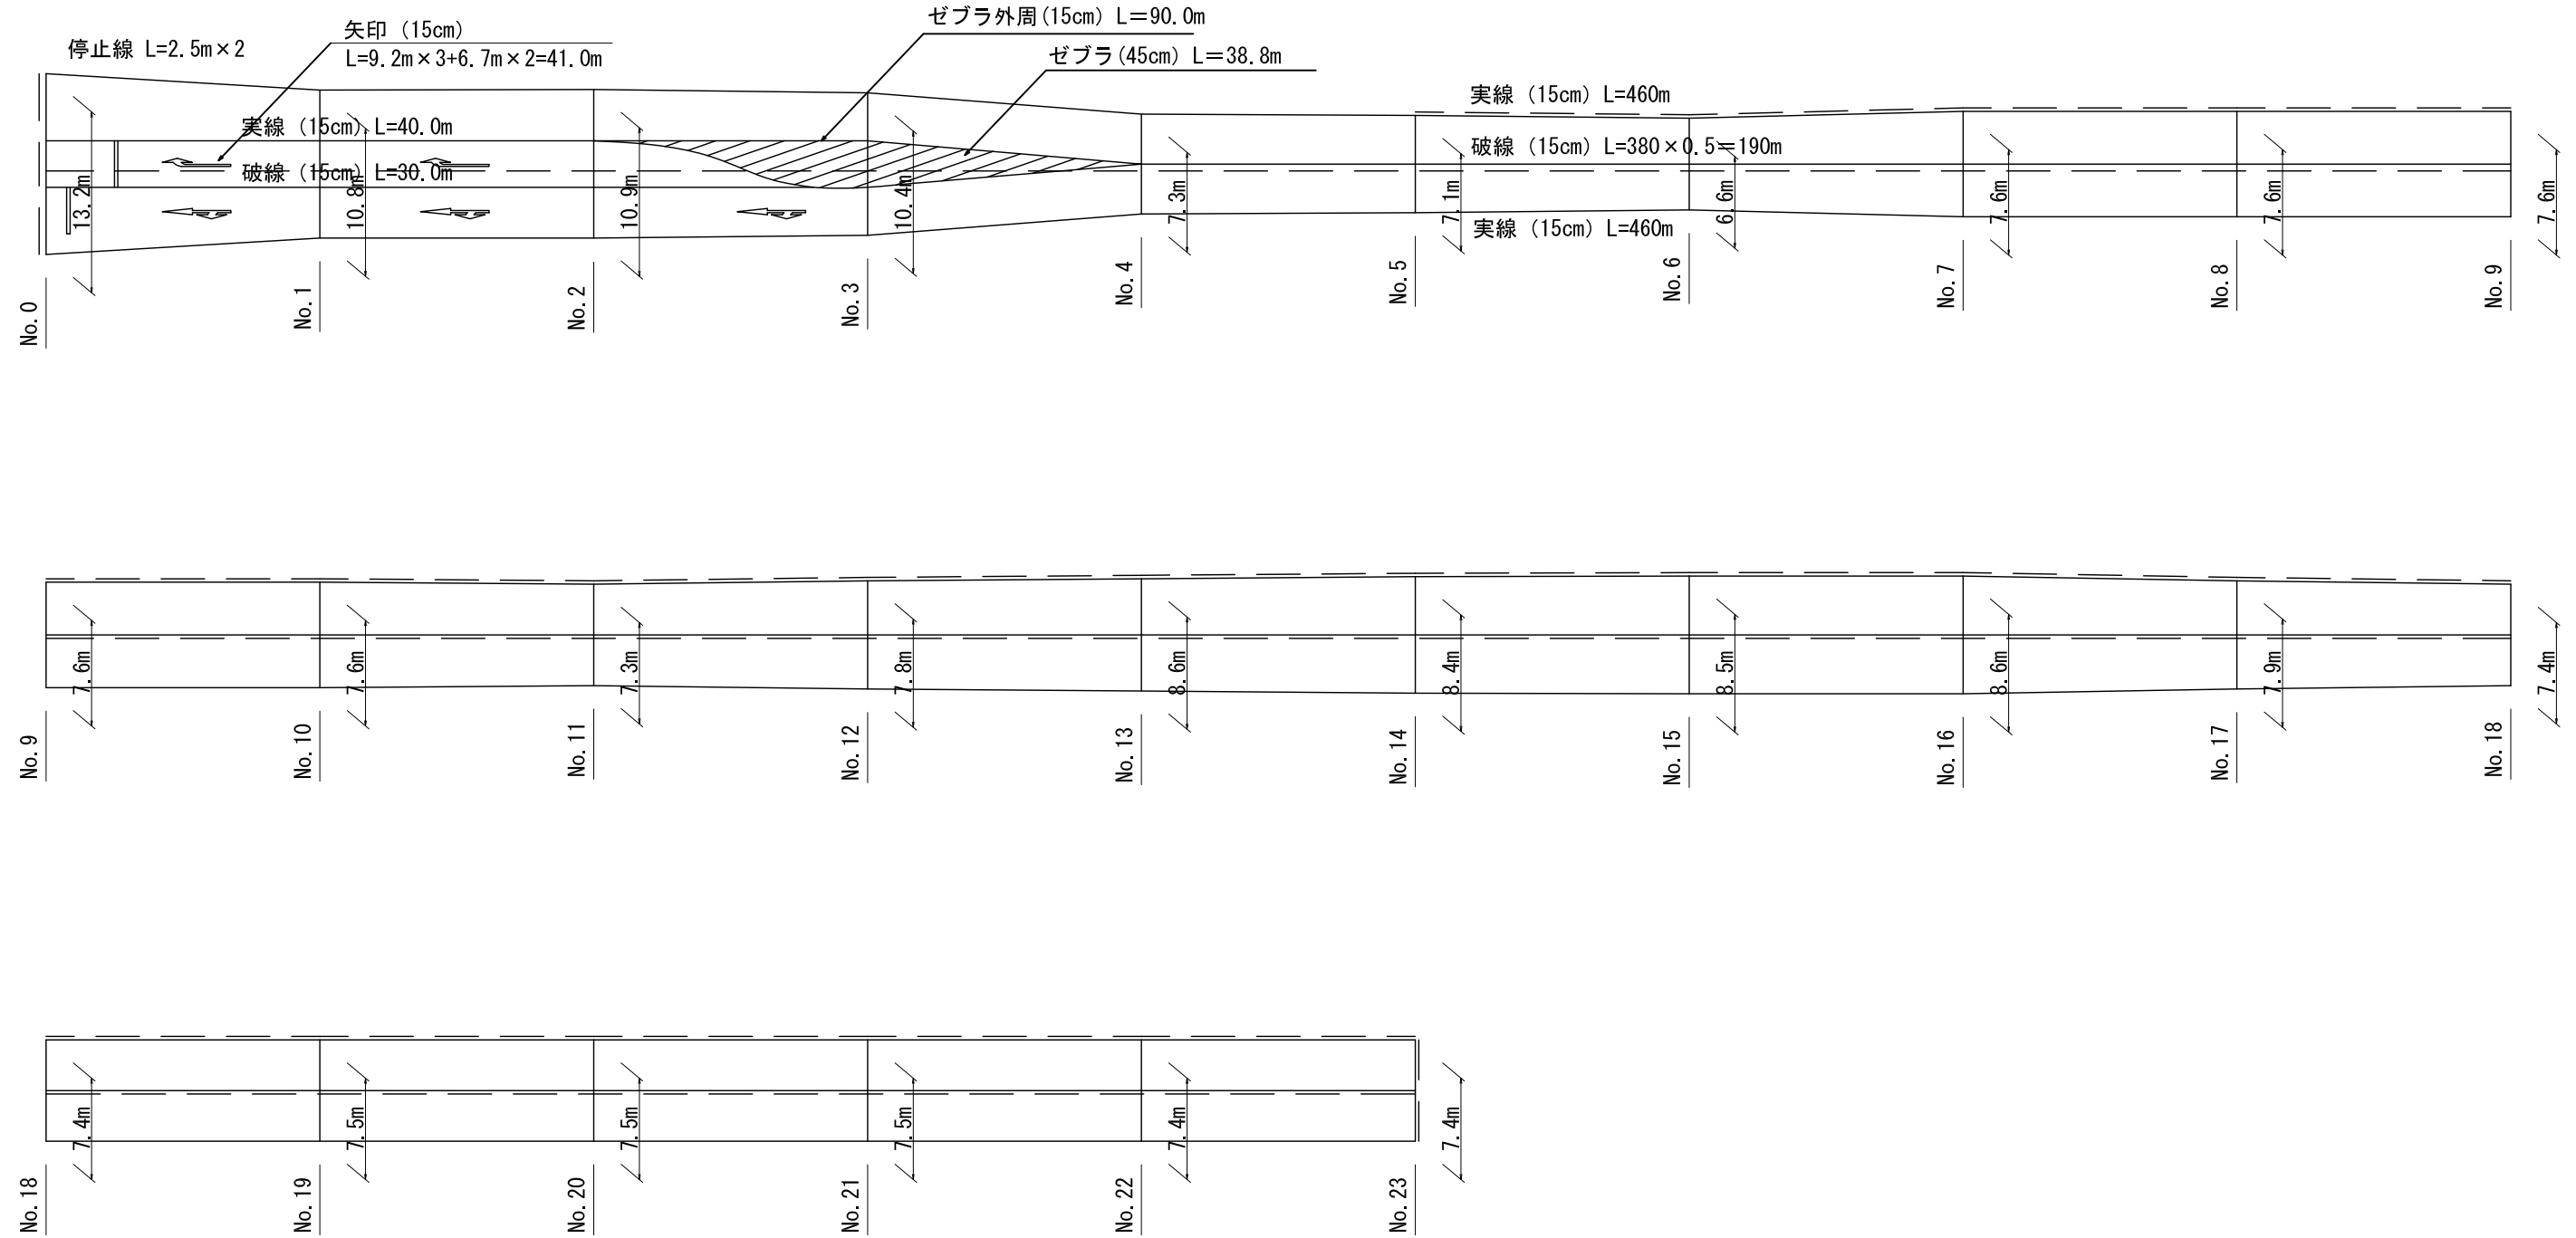 ゼブラ外周(15cm) L=90.0m
矢印 (15cm)
L=9.2m×3+6.7m×2=41.0m
停止線 L=2.5m×2
ゼブラ(45cm) L=38.8m
実線 (15cm) L=460m
実線 (15cm) L=40.0m
破線 (15cm) L=380×0.5=190m
破線 (15cm) L=30.0m
実線 (15cm) L=460m
13.2m
10.8m
10.9m
10.4m
7.3m
7.1m
6.6m
7.6m
7.6m
7.6m
No.0
No.1
No.2
No.3
No.4
No.5
No.6
No.7
No.8
No.9
7.6m
7.6m
7.3m
7.8m
8.6m
8.4m
8.5m
8.6m
7.9m
7.4m
No.9
No.10
No.11
No.12
No.13
No.14
No.15
No.16
No.17
No.18
7.4m
7.5m
7.5m
7.5m
7.4m
7.4m
No.18
No.19
No.20
No.21
No.22
No.23